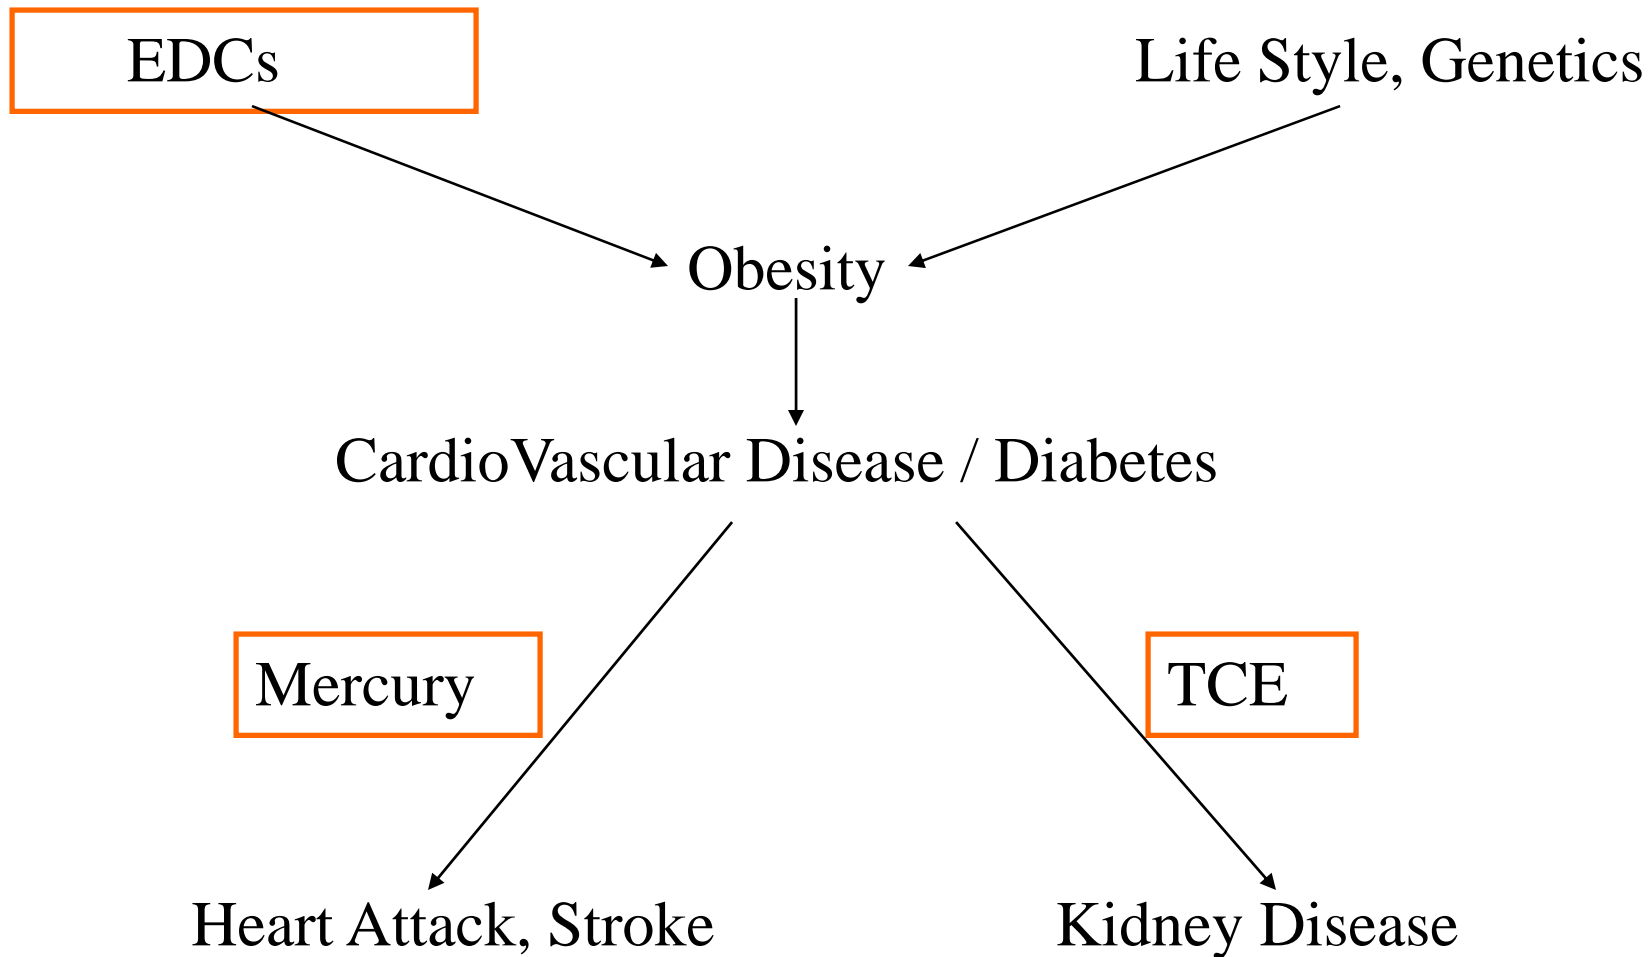 EDCs
Life Style, Genetics
Obesity
CardioVascular Disease / Diabetes
Mercury
TCE
Heart Attack, Stroke
Kidney Disease